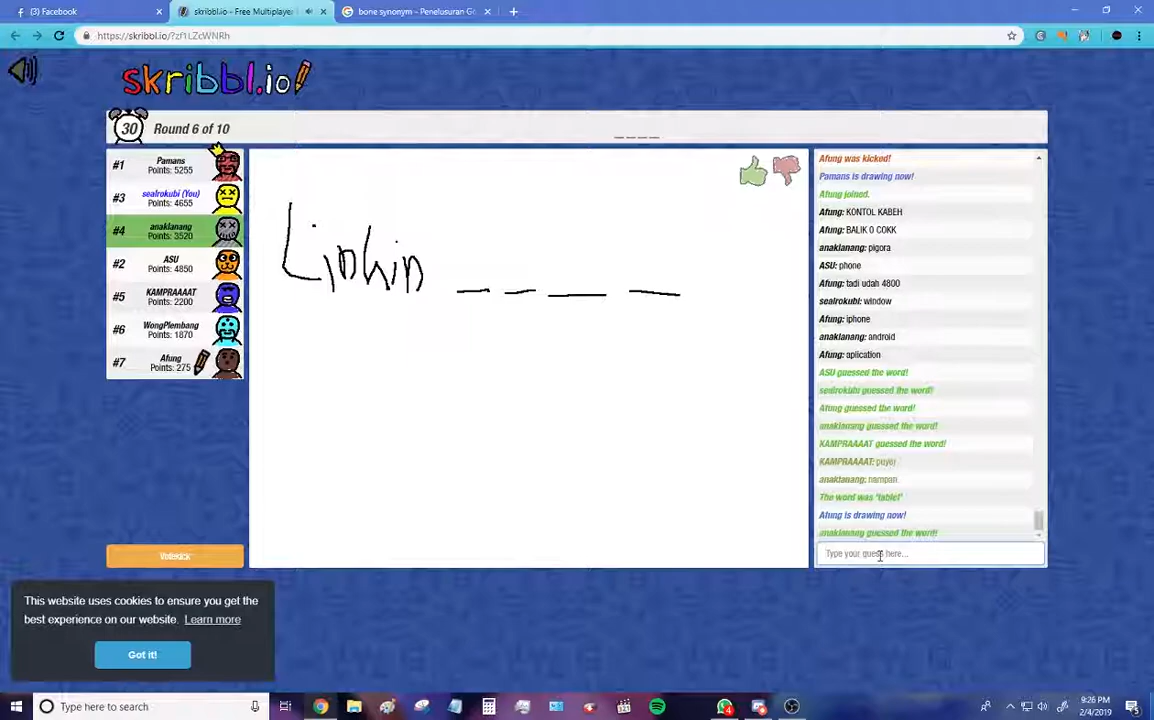 (3) Facebook
skribbl.io - Free Multiplaye
bone synonym - Penelusuran G
https://skribbl.io/?zf1LZcWNRh
skribbl.io
30
Round 6 of 10
_ _ _ _
#1 Pamans
Points: 5255
#3 sealrokubi (You)
Points: 4655
#4 anaklanang
Points: 3520
#2 ASU
Points: 4850
#5 KAMPRAAAAT
Points: 2200
#6 WongPlembang
Points: 1870
#7 Afung
Points: 275
Votekick
Linkin _ _ _ _
Afung was kicked!
Pamans is drawing now!
Afung joined.
Afung: KONTOL KABEH
Afung: BALIK O COKK
anaklanang: pigora
ASU: phone
Afung: tadi udah 4800
sealrokubi: window
Afung: iphone
anaklanang: android
Afung: aplication
ASU guessed the word!
sealrokubi guessed the word!
Afung guessed the word!
anaklanang guessed the word!
KAMPRAAAAT guessed the word!
KAMPRAAAAT: puyer
anaklanang: nampan
The word was 'tablet'
Afung is drawing now!
anaklanang guessed the word!
Type your guess here...
This website uses cookies to ensure you get the
best experience on our website. Learn more
Got it!
Type here to search
9:26 PM
2/4/2019